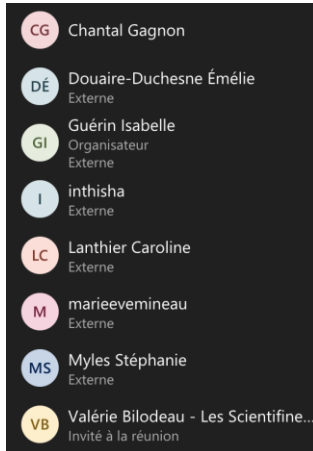 CG Chantal Gagnon
DÉ Douaire-Duchesne Émélie
Externe
GI Guérin Isabelle
Organisateur
Externe
I inthisha
Externe
LC Lanthier Caroline
Externe
M marieevemineau
Externe
MS Myles Stéphanie
Externe
VB Valérie Bilodeau - Les Scientifine...
Invité à la réunion